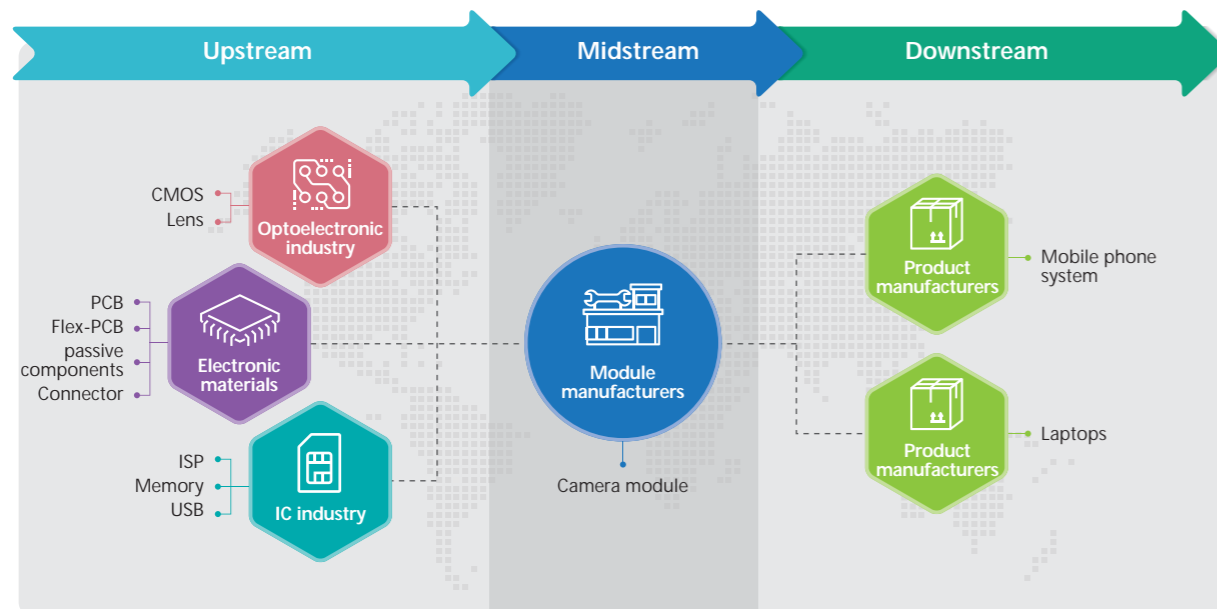 Upstream
Midstream
Downstream
CMOS
Lens
Optoelectronic
industry
PCB
Flex-PCB
passive
components
Connector
Electronic
materials
ISP
Memory
USB
IC industry
Module
manufacturers
Camera module
Product
manufacturers
Mobile phone
system
Product
manufacturers
Laptops